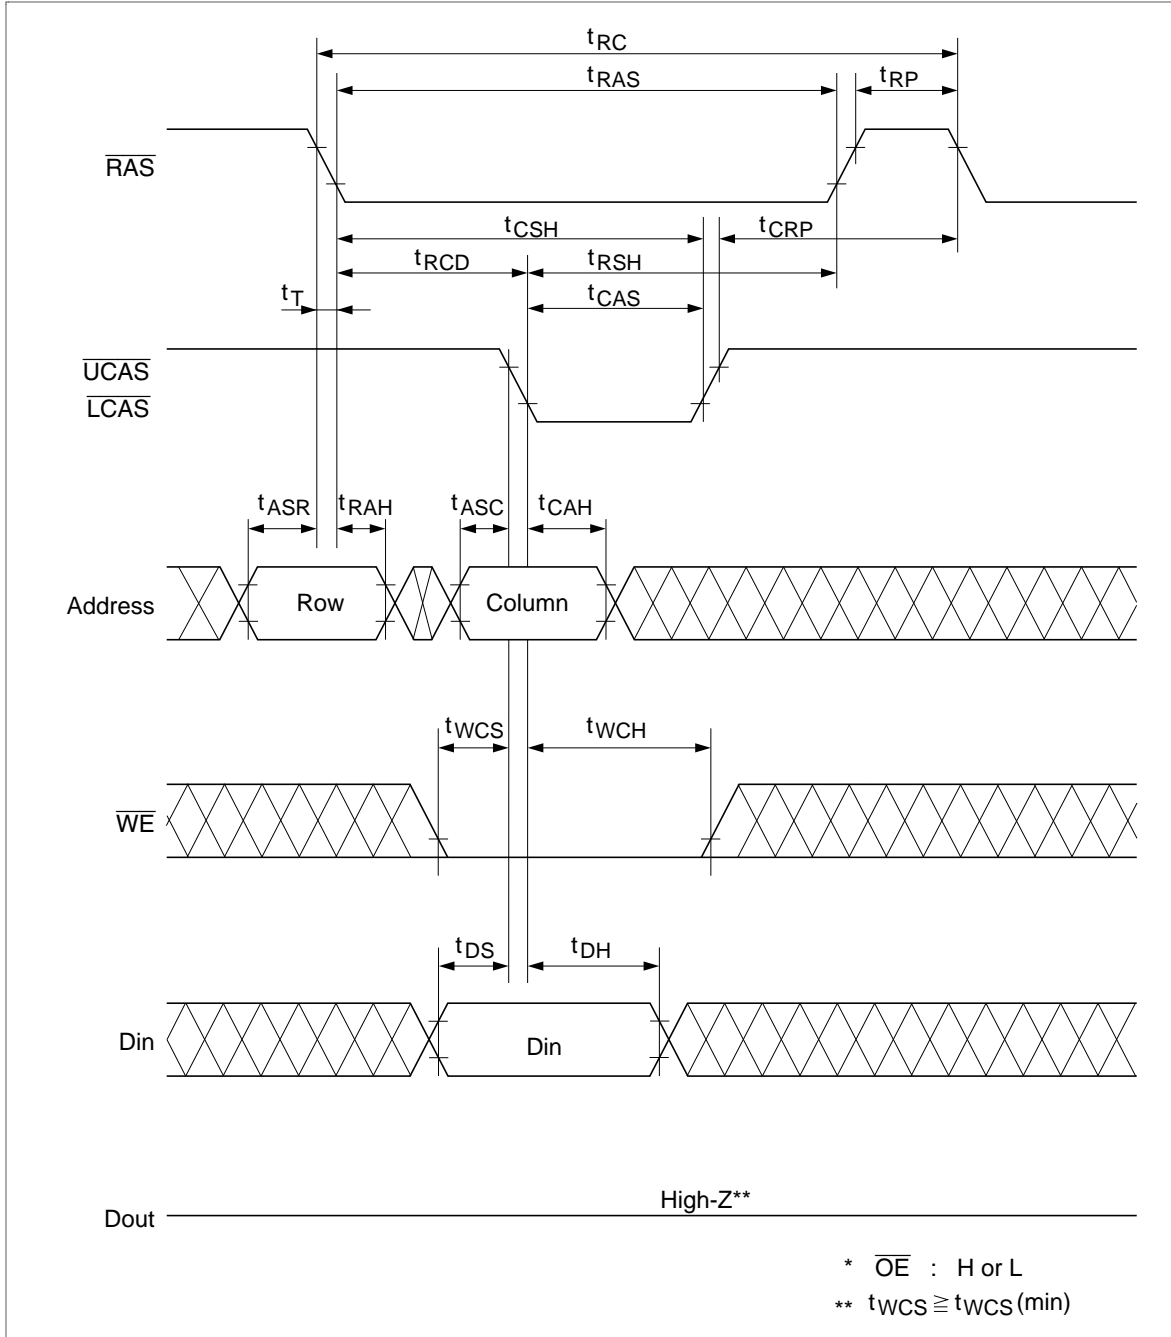 tRC
tRAS
tRP
RAS
tCSH
tCRP
tRCD
tRSH
tT
tCAS
UCAS
LCAS
tASR
tRAH
tASC
tCAH
Address
Row
Column
tWCS
tWCH
WE
tDS
tDH
Din
Din
High-Z**
Dout
* OE : H or L
** tWCS ≧ tWCS(min)